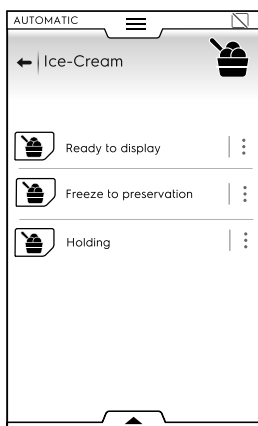 AUTOMATIC
Ice-Cream
Ready to display
Freeze to preservation
Holding